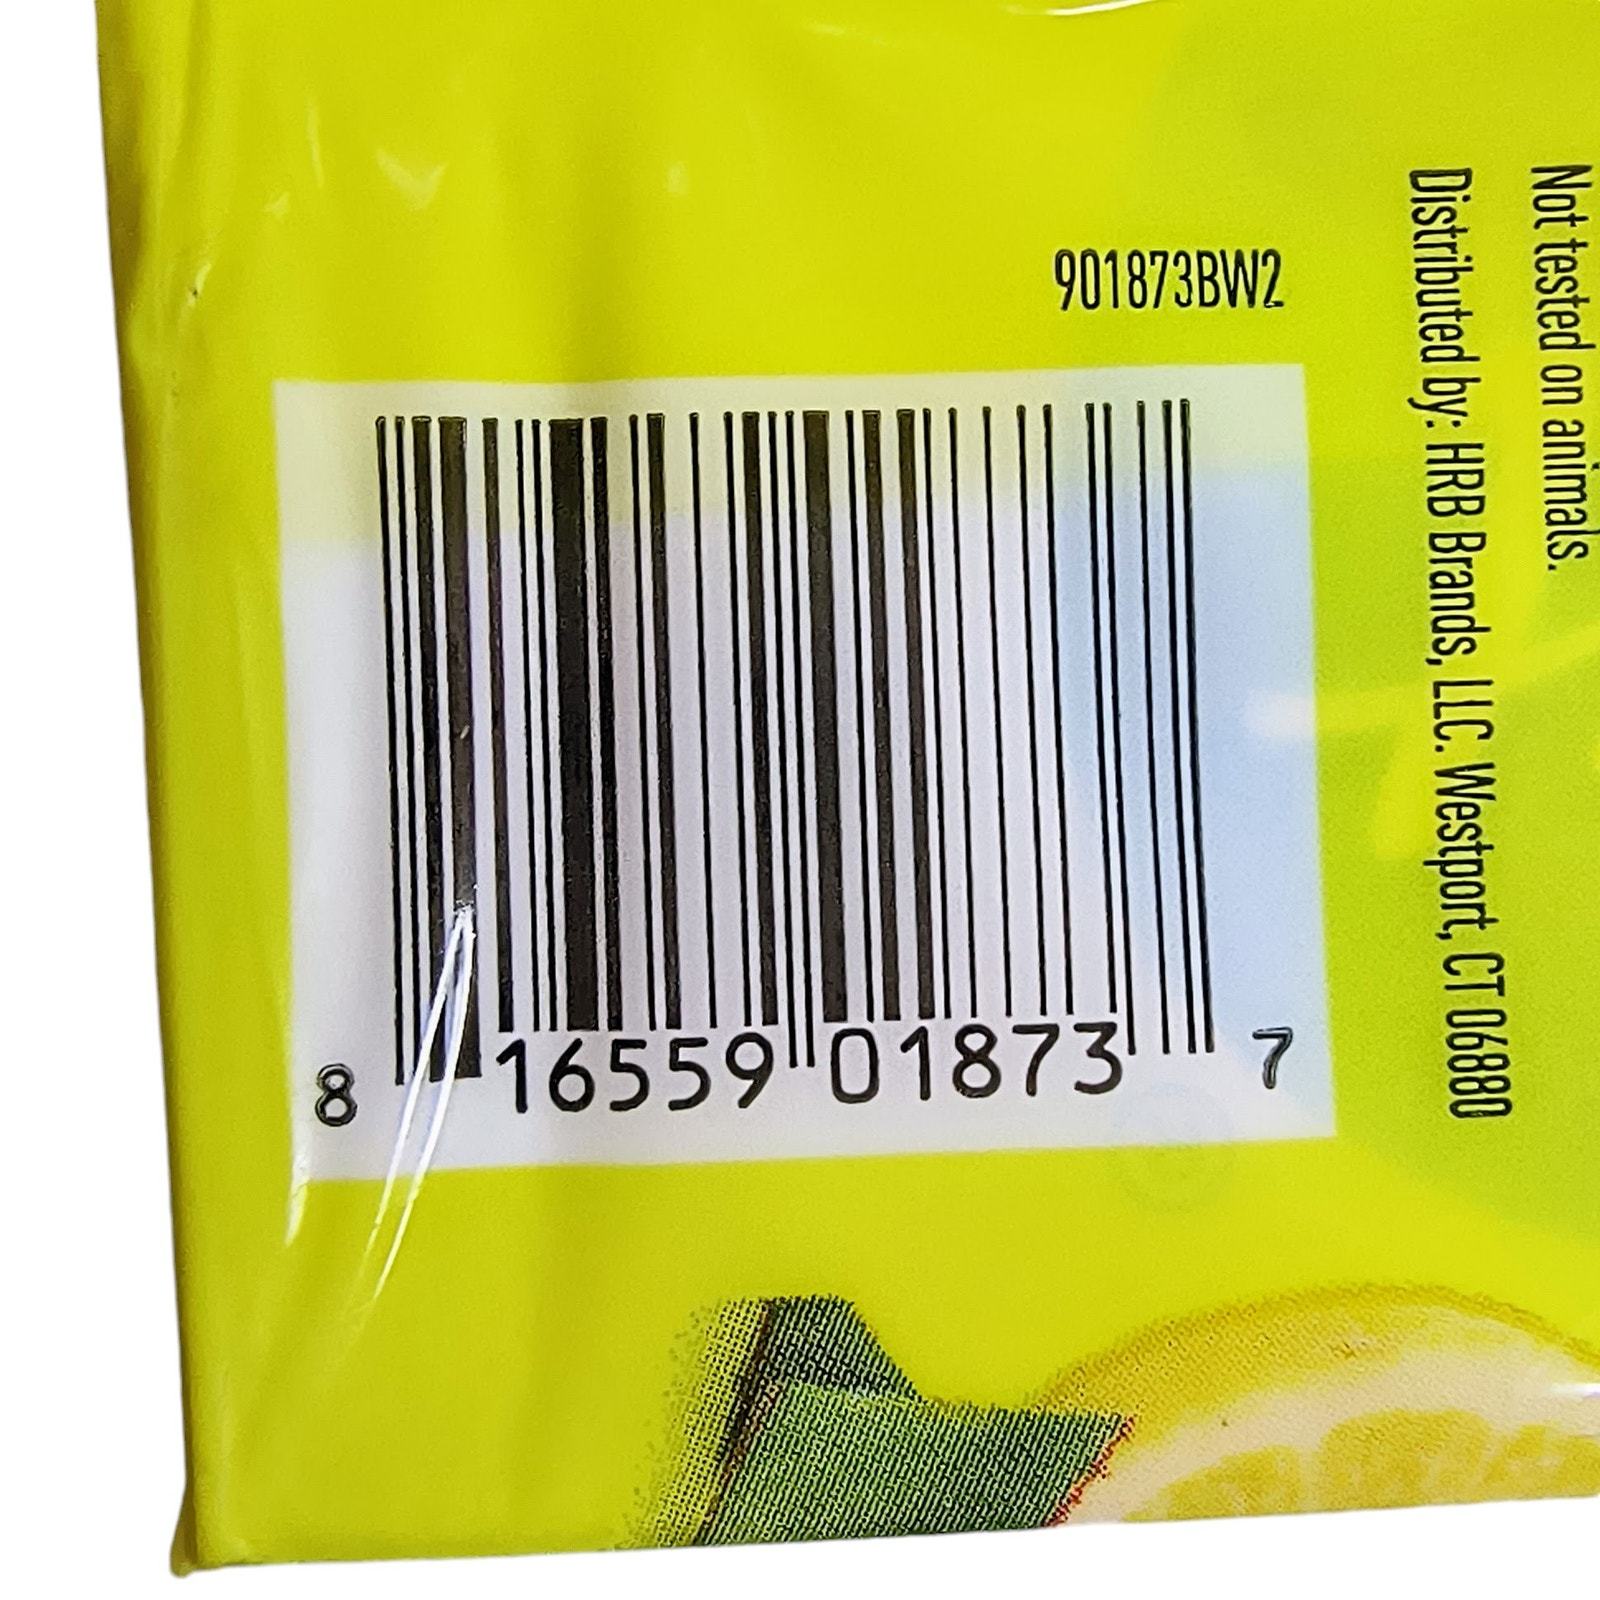 901873BW2
8 16559 01873 7
Not tested on animals.
Distributed by: HRB Brands, LLC. Westport, CT 06880